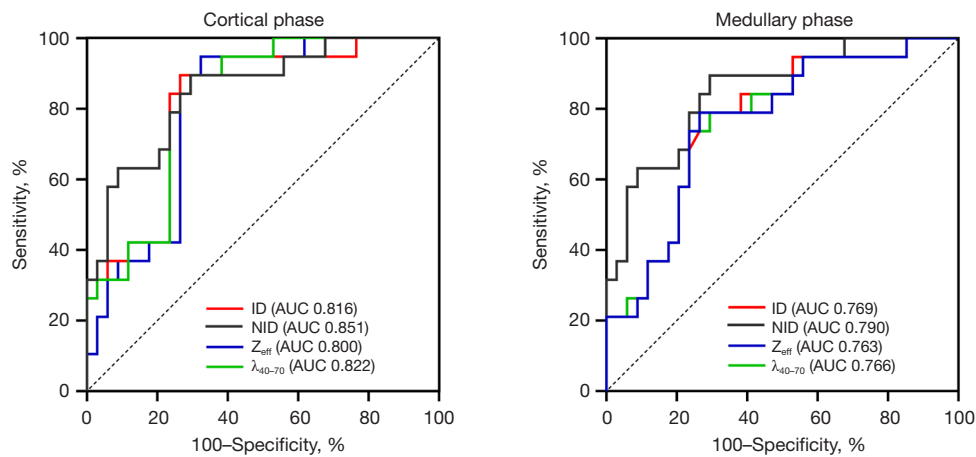 Cortical phase
100
80
60
40
20
0
Sensitivity, %
ID (AUC 0.816)
NID (AUC 0.851)
Zeff (AUC 0.800)
λ40–70 (AUC 0.822)
0 20 40 60 80 100
100–Specificity, %
Medullary phase
100
80
60
40
20
0
Sensitivity, %
ID (AUC 0.769)
NID (AUC 0.790)
Zeff (AUC 0.763)
λ40–70 (AUC 0.766)
0 20 40 60 80 100
100–Specificity, %